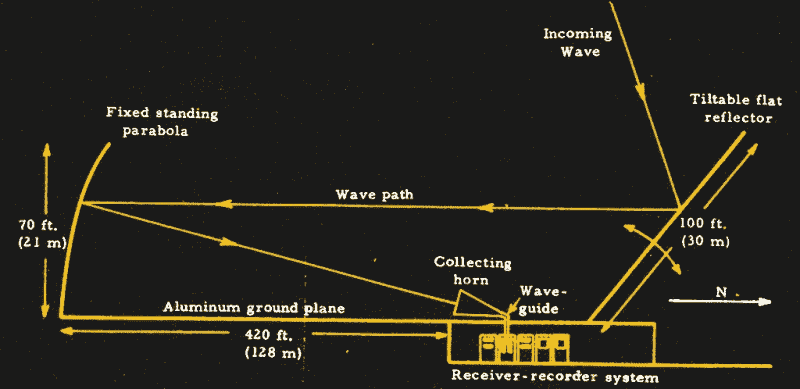 Incoming
Wave
Tiltable flat
reflector
Fixed standing
parabola
Wave path
70 ft.
(21 m)
100 ft.
(30 m)
Collecting
horn
Wave-
guide
N
Aluminum ground plane
420 ft.
(128 m)
Receiver-recorder system